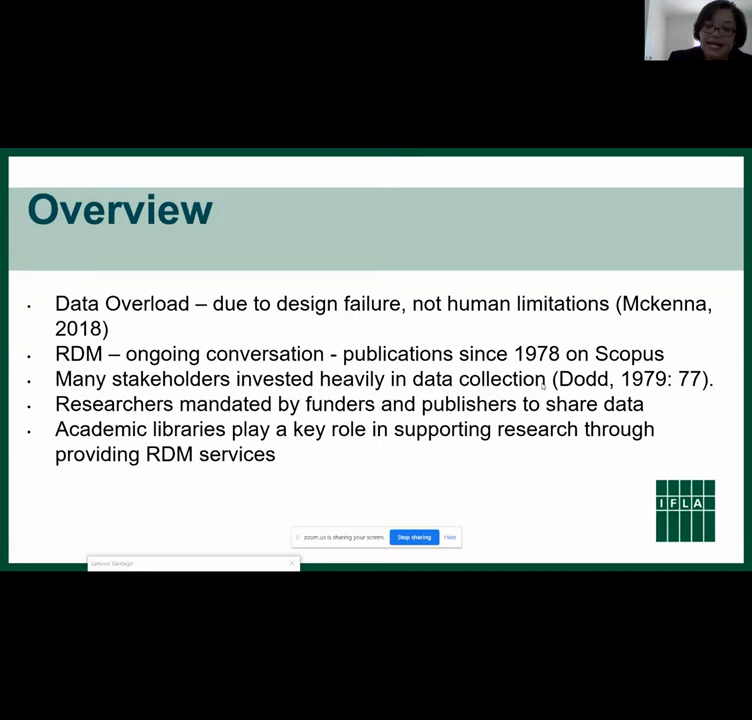 Overview
• Data Overload – due to design failure, not human limitations (Mckenna,
2018)
• RDM – ongoing conversation - publications since 1978 on Scopus
• Many stakeholders invested heavily in data collection (Dodd, 1979: 77).
• Researchers mandated by funders and publishers to share data
• Academic libraries play a key role in supporting research through
providing RDM services
IFLA
zoom.us is sharing your screen. Stop sharing Hide
Lenovo Vantage